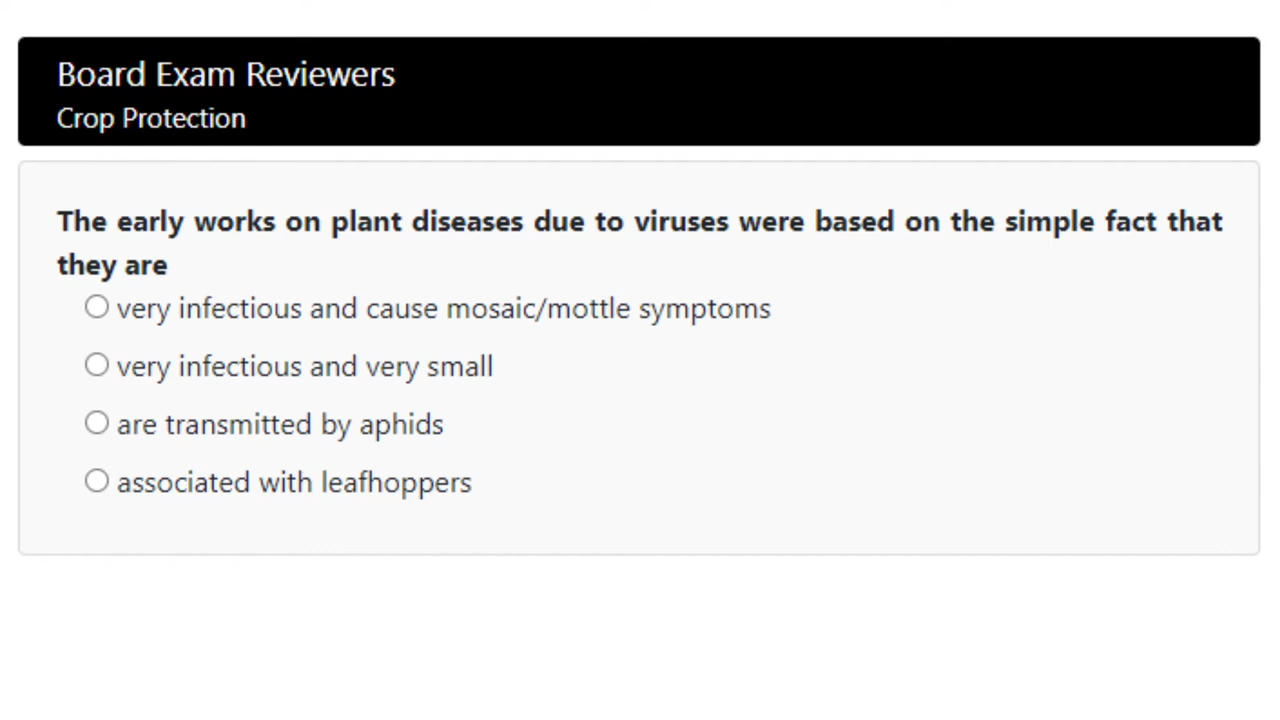 Board Exam Reviewers
Crop Protection
The early works on plant diseases due to viruses were based on the simple fact that
they are
very infectious and cause mosaic/mottle symptoms
very infectious and very small
are transmitted by aphids
associated with leafhoppers